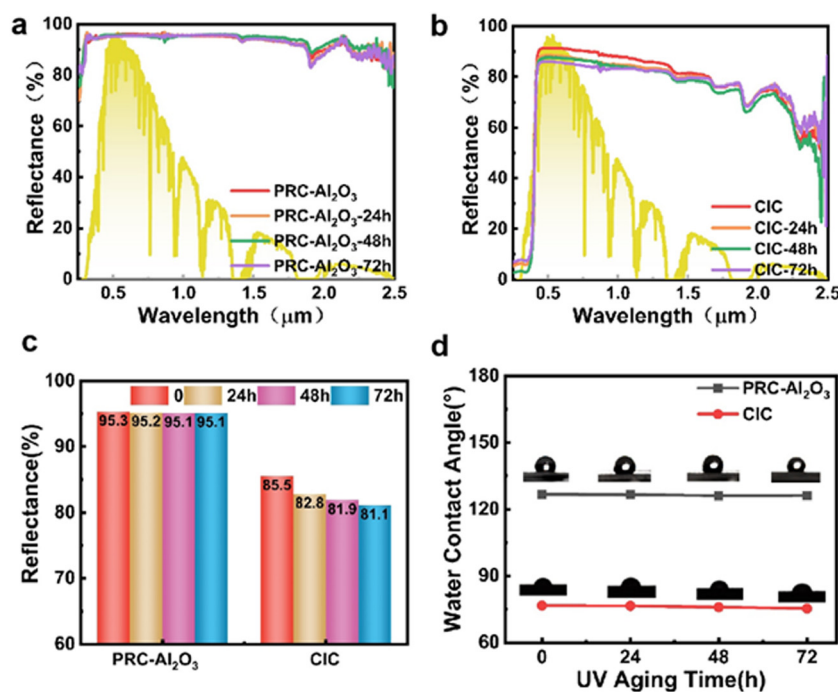 a
Reflectance (%)
100
80
60
40
20
0
PRC-Al₂O₃
PRC-Al₂O₃-24h
PRC-Al₂O₃-48h
PRC-Al₂O₃-72h
0.5 1.0 1.5 2.0 2.5
Wavelength (μm)
b
Reflectance (%)
100
80
60
40
20
0
CIC
CIC-24h
CIC-48h
CIC-72h
0.5 1.0 1.5 2.0 2.5
Wavelength (μm)
c
Reflectance(%)
100
90
80
70
60
0 24h 48h 72h
95.3 95.2 95.1 95.1
85.5 82.8 81.9 81.1
PRC-Al₂O₃ CIC
d
Water Contact Angle(°)
180
150
120
90
60
PRC-Al₂O₃
CIC
0 24 48 72
UV Aging Time(h)